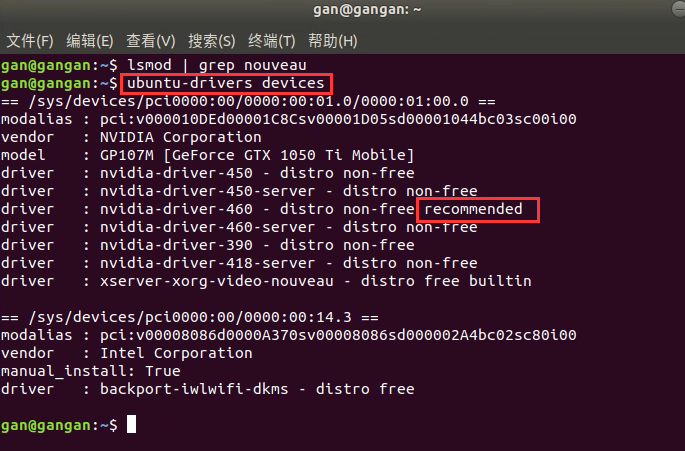 gan@gangan: ~
文件(F) 编辑(E) 查看(V) 搜索(S) 终端(T) 帮助(H)
gan@gangan:~$ lsmod | grep nouveau
gan@gangan:~$ ubuntu-drivers devices
== /sys/devices/pci0000:00/0000:00:01.0/0000:01:00.0 ==
modalias : pci:v000010DEd00001C8Csv00001D05sd00001044bc03sc00i00
vendor   : NVIDIA Corporation
model    : GP107M [GeForce GTX 1050 Ti Mobile]
driver   : nvidia-driver-450 - distro non-free
driver   : nvidia-driver-450-server - distro non-free
driver   : nvidia-driver-460 - distro non-free recommended
driver   : nvidia-driver-460-server - distro non-free
driver   : nvidia-driver-390 - distro non-free
driver   : nvidia-driver-418-server - distro non-free
driver   : xserver-xorg-video-nouveau - distro free builtin
== /sys/devices/pci0000:00/0000:00:14.3 ==
modalias : pci:v00008086d0000A370sv00008086sd000002A4bc02sc80i00
vendor   : Intel Corporation
manual_install: True
driver   : backport-iwlwifi-dkms - distro free
gan@gangan:~$